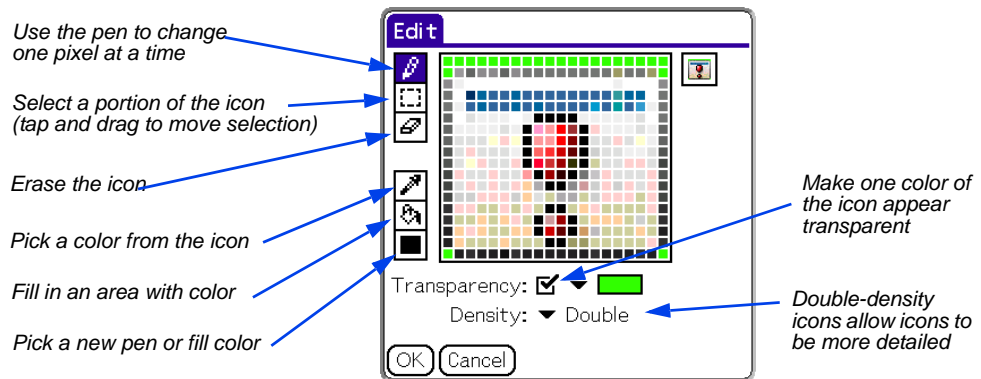 Use the pen to change
one pixel at a time
Select a portion of the icon
(tap and drag to move selection)
Erase the icon
Pick a color from the icon
Fill in an area with color
Pick a new pen or fill color
Edit
Transparency:
Density: Double
OK Cancel
Make one color of
the icon appear
transparent
Double-density
icons allow icons to
be more detailed